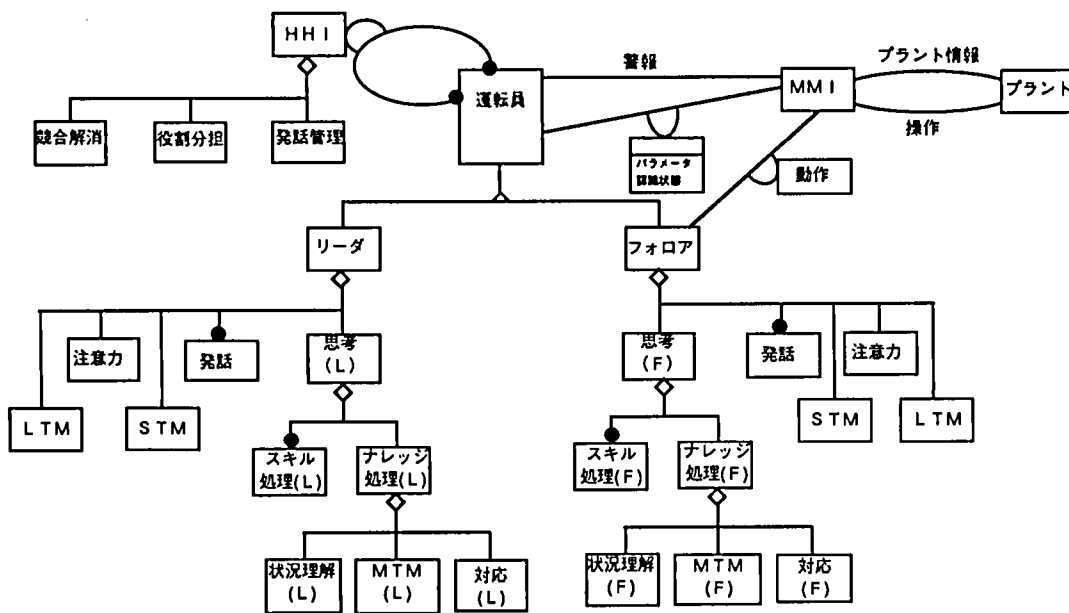 HHI
警報
プラント情報
運転員
MMI
プラント
操作
競合解消
役割分担
発話管理
パラメータ
認識状態
動作
リーダ
フォロア
注意力
発話
思考
(L)
思考
(F)
発話
注意力
LTM
STM
STM
LTM
スキル
処理(L)
ナレッジ
処理(L)
スキル
処理(F)
ナレッジ
処理(F)
状況理解
(L)
MTM
(L)
対応
(L)
状況理解
(F)
MTM
(F)
対応
(F)